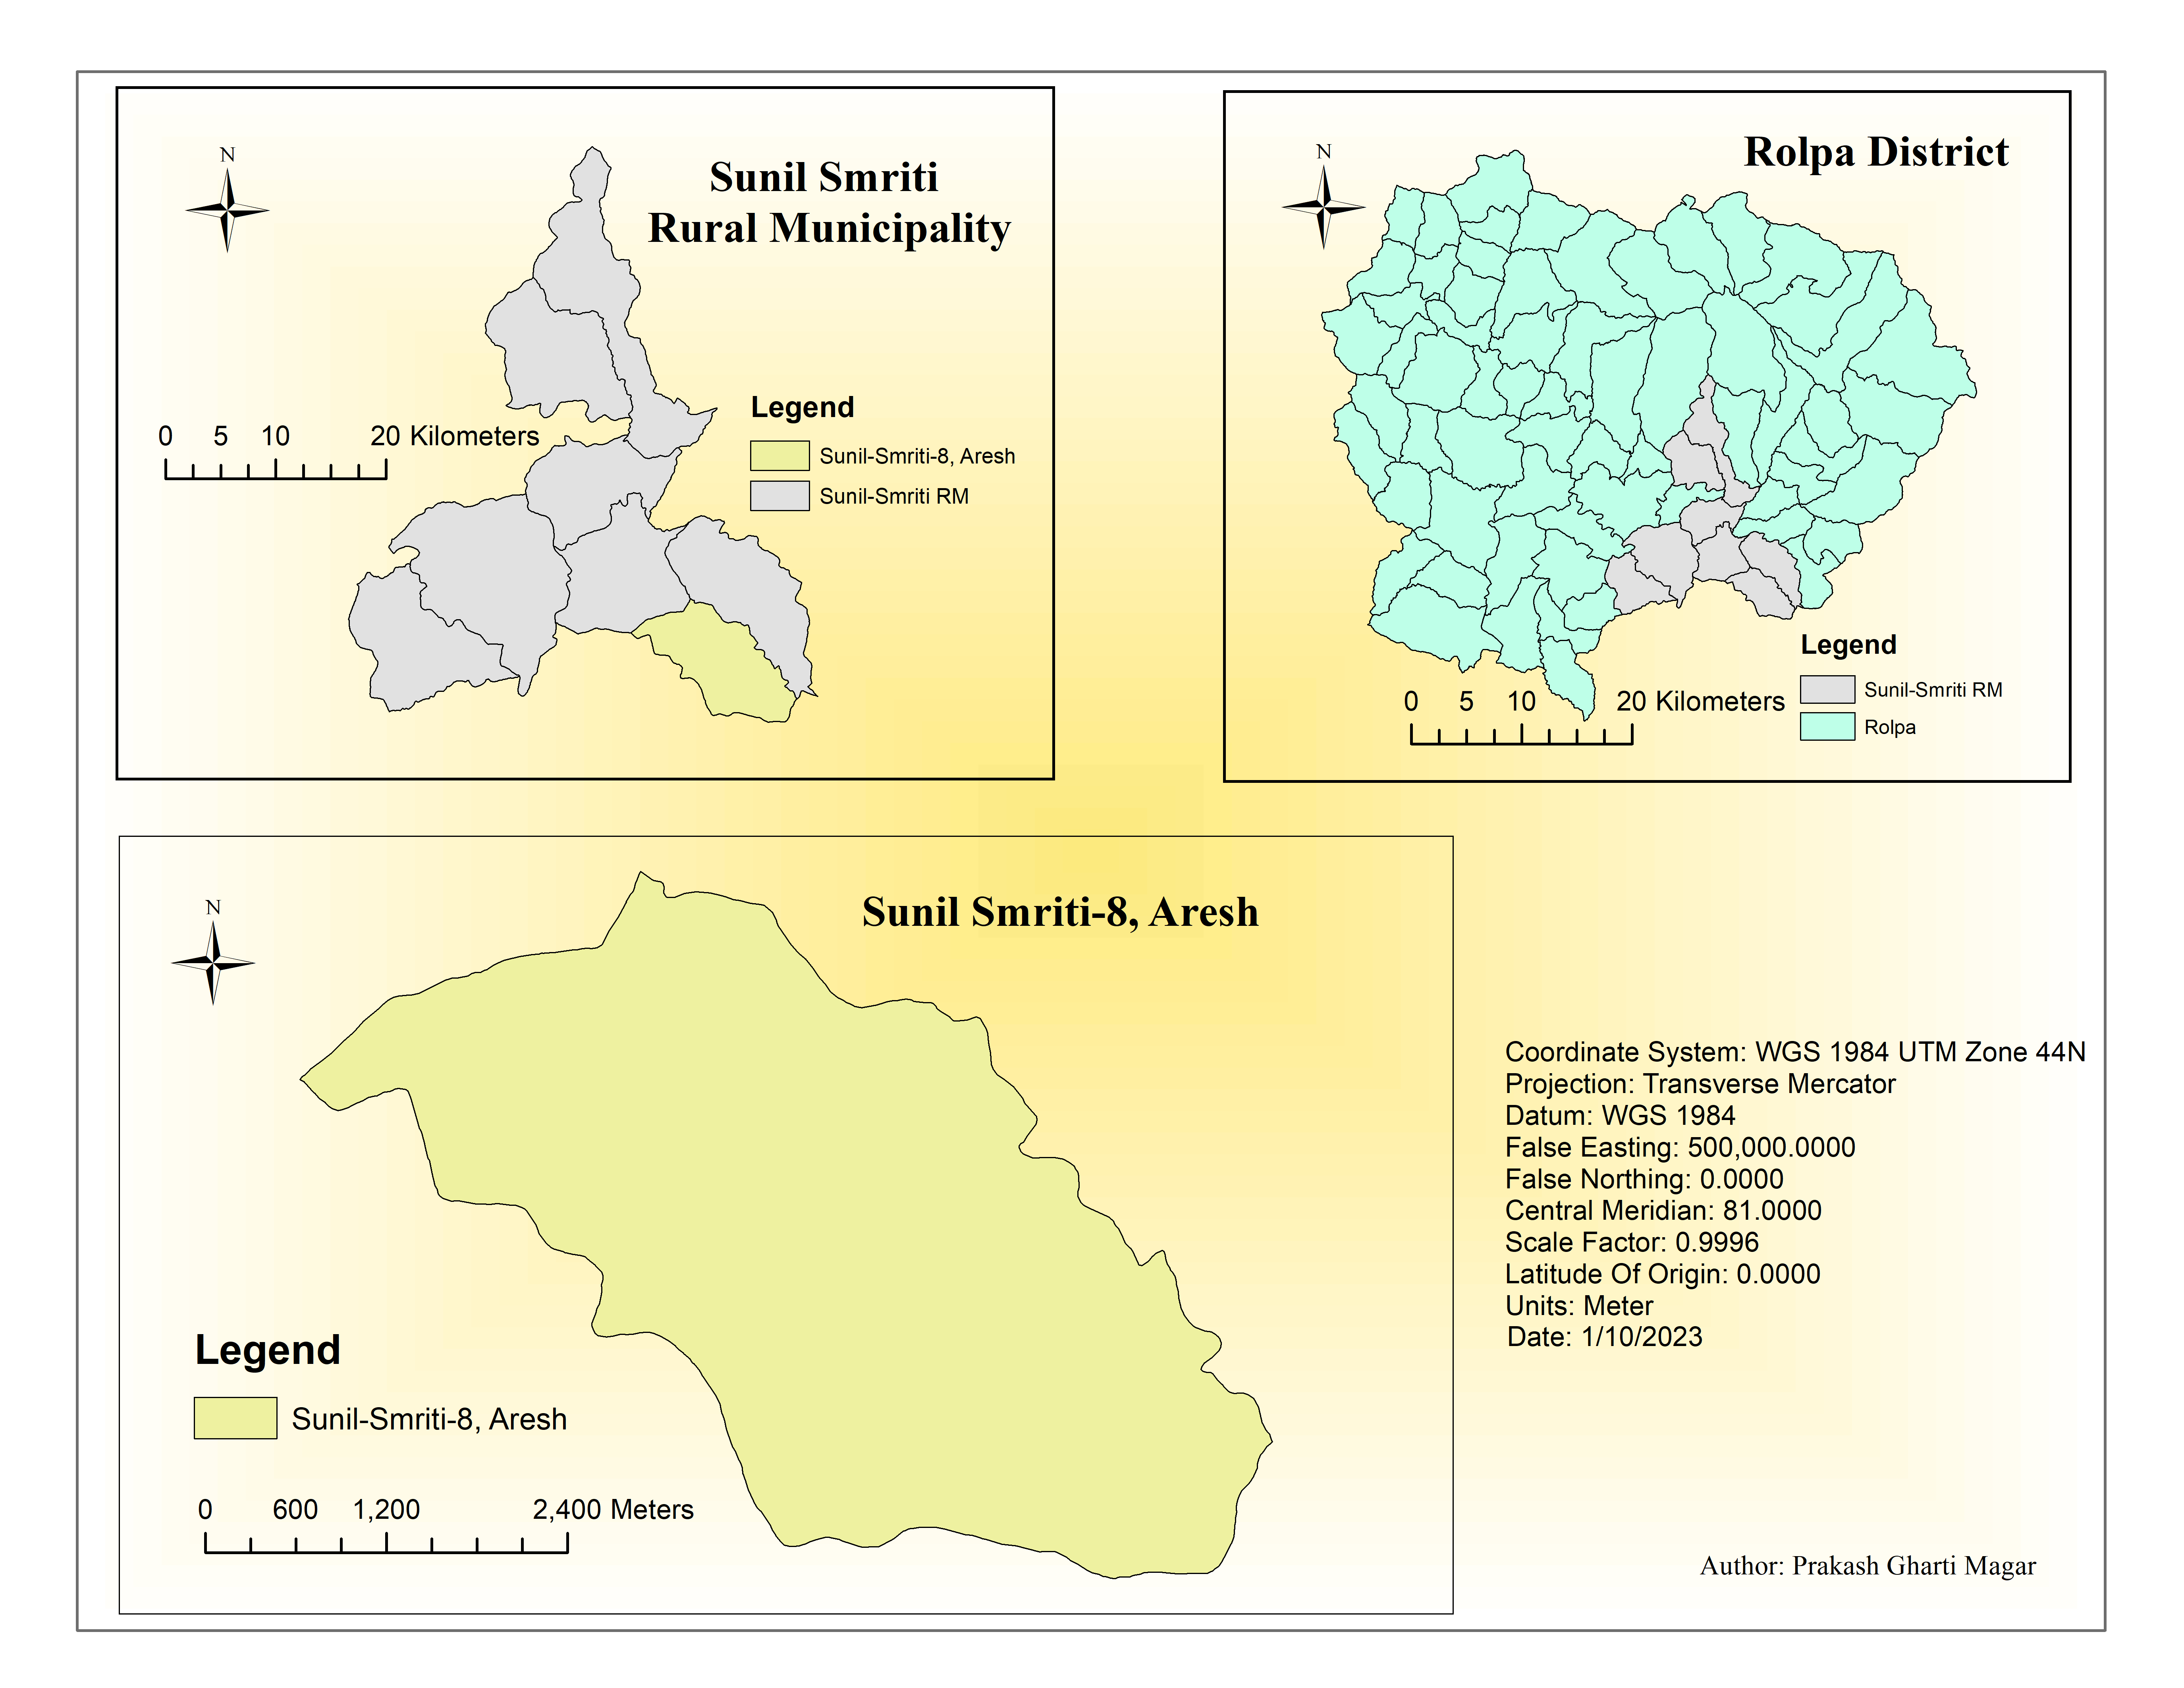 N
Sunil Smriti
Rural Municipality
0 5 10 20 Kilometers
Legend
Sunil-Smriti-8, Aresh
Sunil-Smriti RM
N
Rolpa District
Legend
Sunil-Smriti RM
Rolpa
0 5 10 20 Kilometers
N
Sunil Smriti-8, Aresh
Legend
Sunil-Smriti-8, Aresh
0 600 1,200 2,400 Meters
Coordinate System: WGS 1984 UTM Zone 44N
Projection: Transverse Mercator
Datum: WGS 1984
False Easting: 500,000.0000
False Northing: 0.0000
Central Meridian: 81.0000
Scale Factor: 0.9996
Latitude Of Origin: 0.0000
Units: Meter
Date: 1/10/2023
Author: Prakash Gharti Magar